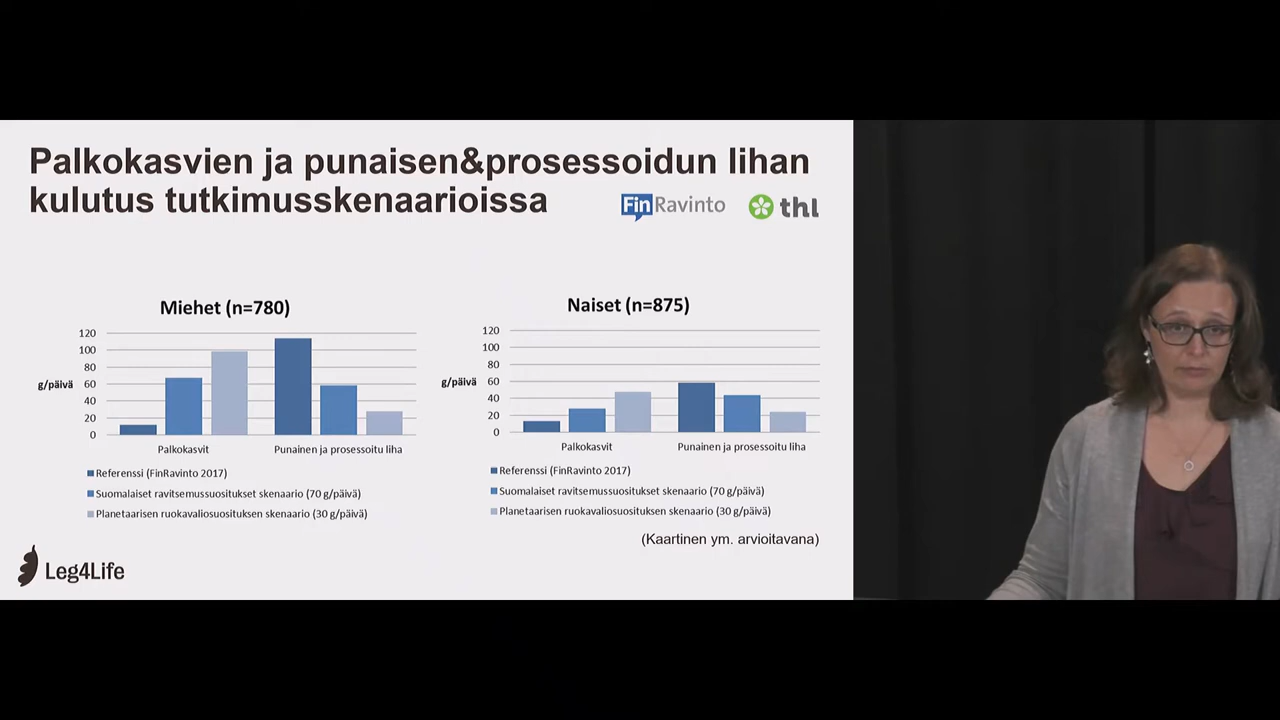 Palkokasvien ja punaisen&prosessoidun lihan
kulutus tutkimusskenaarioissa
FinRavinto
thl
Miehet (n=780)
120
100
80
60
40
20
0
g/päivä
Palkokasvit
Punainen ja prosessoitu liha
Referenssi (FinRavinto 2017)
Suomalaiset ravitsemussuositukset skenaario (70 g/päivä)
Planetaarisen ruokavaliosuosituksen skenaario (30 g/päivä)
Naiset (n=875)
120
100
80
60
40
20
0
g/päivä
Palkokasvit
Punainen ja prosessoitu liha
Referenssi (FinRavinto 2017)
Suomalaiset ravitsemussuositukset skenaario (70 g/päivä)
Planetaarisen ruokavaliosuosituksen skenaario (30 g/päivä)
(Kaartinen ym. arvioitavana)
Leg4Life